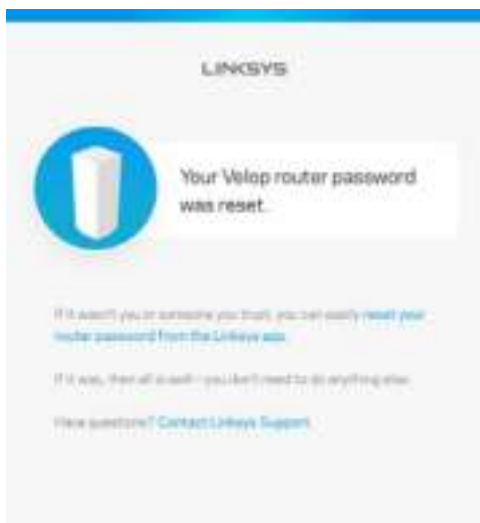 LINKSYS
Your Velop router password
was reset.
If it wasn't you or someone you trust, you can easily reset your
router password from the Linksys app.
If it was, then all is well - you don't need to do anything else.
Have questions? Contact Linksys Support